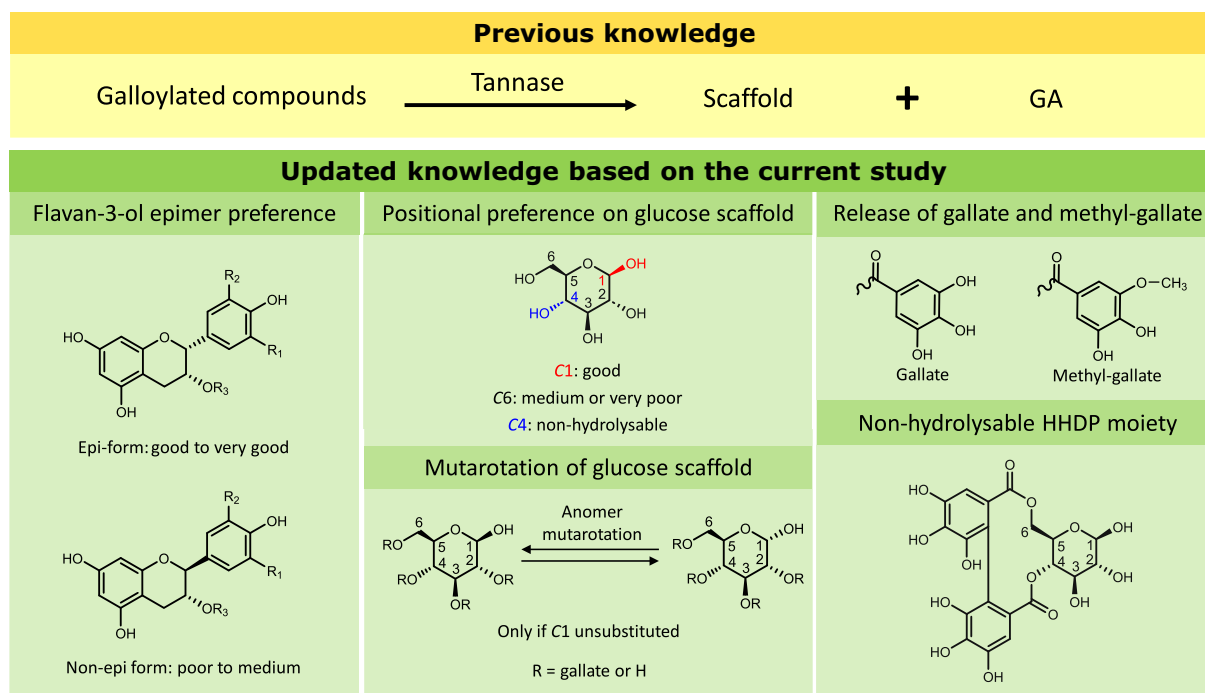 Previous knowledge
Galloylated compounds
Tannase
Scaffold
+
GA
Updated knowledge based on the current study
Flavan-3-ol epimer preference
R₂
OH
HO
O
R₁
OR₃
OH
Epi-form: good to very good
R₂
OH
HO
O
R₁
OR₃
OH
Non-epi form: poor to medium
Positional preference on glucose scaffold
6
O
OH
HO
5
1
4
2
HO
3
OH
OH
C1: good
C6: medium or very poor
C4: non-hydrolysable
Mutarotation of glucose scaffold
Anomer
mutarotation
6
O
OH
RO
5
1
4
2
RO
3
OR
OR
6
O
OH
RO
5
1
4
2
RO
3
OR
OR
Only if C1 unsubstituted
R = gallate or H
Release of gallate and methyl-gallate
O
OH
OH
OH
Gallate
O
O
CH₃
OH
OH
Methyl-gallate
Non-hydrolysable HHDP moiety
O
HO
O
HO
6
O
OH
HO
5
1
OH
4
2
O
3
OH
HO
O
OH
HO
HO
OH